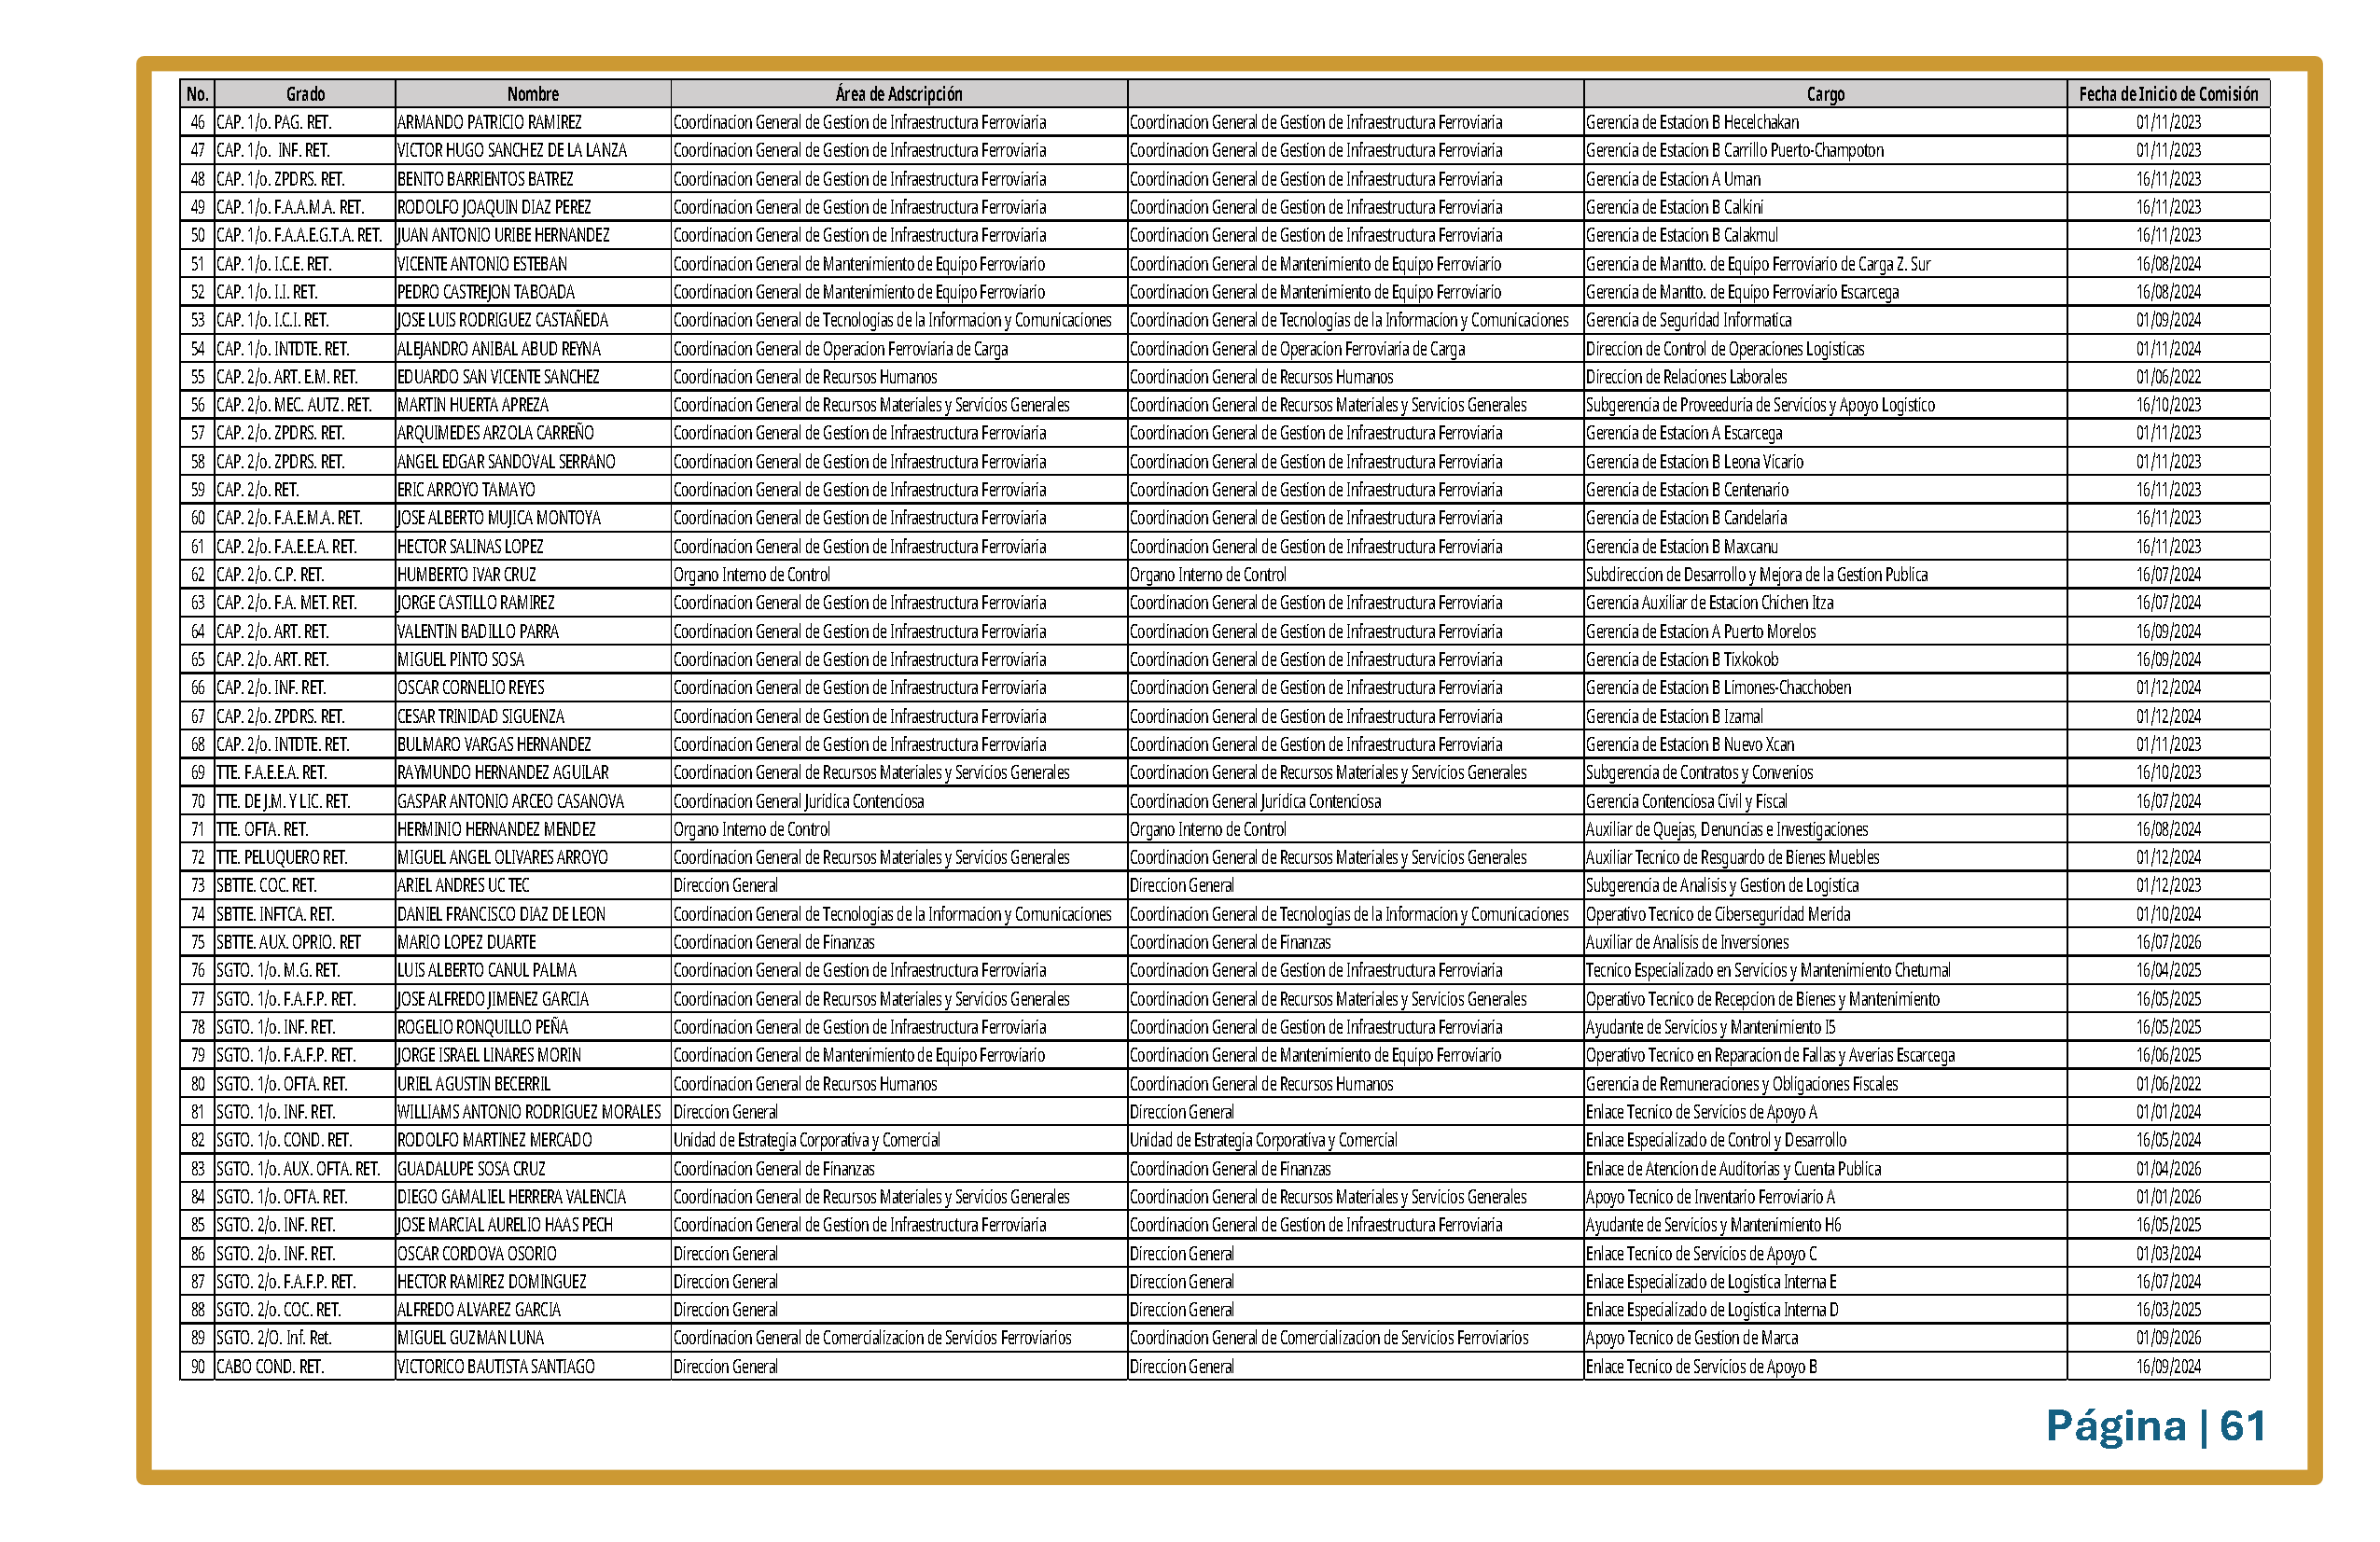 No. Grado Nombre Área de Adscripción Cargo Fecha de Inicio de Comisión
46 CAP. 1/o. PAG. RET. ARMANDO PATRICIO RAMIREZ Coordinacion General de Gestion de Infraestructura Ferroviaria Coordinacion General de Gestion de Infraestructura Ferroviaria Gerencia de Estacion B Hecelchakan 01/11/2023
47 CAP. 1/o. INF. RET. VICTOR HUGO SANCHEZ DE LA LANZA Coordinacion General de Gestion de Infraestructura Ferroviaria Coordinacion General de Gestion de Infraestructura Ferroviaria Gerencia de Estacion B Carrillo Puerto-Champoton 01/11/2023
48 CAP. 1/o. ZPDRS. RET. BENITO BARRIENTOS BATREZ Coordinacion General de Gestion de Infraestructura Ferroviaria Coordinacion General de Gestion de Infraestructura Ferroviaria Gerencia de Estacion A Uman 16/11/2023
49 CAP. 1/o. F.A.A.M.A. RET. RODOLFO JOAQUIN DIAZ PEREZ Coordinacion General de Gestion de Infraestructura Ferroviaria Coordinacion General de Gestion de Infraestructura Ferroviaria Gerencia de Estacion B Calkini 16/11/2023
50 CAP. 1/o. F.A.A.E.G.T.A. RET. JUAN ANTONIO URIBE HERNANDEZ Coordinacion General de Gestion de Infraestructura Ferroviaria Coordinacion General de Gestion de Infraestructura Ferroviaria Gerencia de Estacion B Calakmul 16/11/2023
51 CAP. 1/o. I.C.E. RET. VICENTE ANTONIO ESTEBAN Coordinacion General de Mantenimiento de Equipo Ferroviario Coordinacion General de Mantenimiento de Equipo Ferroviario Gerencia de Mantto. de Equipo Ferroviario de Carga Z. Sur 16/08/2024
52 CAP. 1/o. I.I. RET. PEDRO CASTREJON TABOADA Coordinacion General de Mantenimiento de Equipo Ferroviario Coordinacion General de Mantenimiento de Equipo Ferroviario Gerencia de Mantto. de Equipo Ferroviario Escarcega 16/08/2024
53 CAP. 1/o. I.C.I. RET. JOSE LUIS RODRIGUEZ CASTAÑEDA Coordinacion General de Tecnologias de la Informacion y Comunicaciones Coordinacion General de Tecnologias de la Informacion y Comunicaciones Gerencia de Seguridad Informatica 01/09/2024
54 CAP. 1/o. INTDTE. RET. ALEJANDRO ANIBAL ABUD REYNA Coordinacion General de Operacion Ferroviaria de Carga Coordinacion General de Operacion Ferroviaria de Carga Direccion de Control de Operaciones Logisticas 01/11/2024
55 CAP. 2/o. ART. E.M. RET. EDUARDO SAN VICENTE SANCHEZ Coordinacion General de Recursos Humanos Coordinacion General de Recursos Humanos Direccion de Relaciones Laborales 01/06/2022
56 CAP. 2/o. MEC. AUTZ. RET. MARTIN HUERTA APREZA Coordinacion General de Recursos Materiales y Servicios Generales Coordinacion General de Recursos Materiales y Servicios Generales Subgerencia de Proveeduria de Servicios y Apoyo Logistico 16/10/2023
57 CAP. 2/o. ZPDRS. RET. ARQUIMEDES ARZOLA CARREÑO Coordinacion General de Gestion de Infraestructura Ferroviaria Coordinacion General de Gestion de Infraestructura Ferroviaria Gerencia de Estacion A Escarcega 01/11/2023
58 CAP. 2/o. ZPDRS. RET. ANGEL EDGAR SANDOVAL SERRANO Coordinacion General de Gestion de Infraestructura Ferroviaria Coordinacion General de Gestion de Infraestructura Ferroviaria Gerencia de Estacion B Leona Vicario 01/11/2023
59 CAP. 2/o. RET. ERIC ARROYO TAMAYO Coordinacion General de Gestion de Infraestructura Ferroviaria Coordinacion General de Gestion de Infraestructura Ferroviaria Gerencia de Estacion B Centenario 16/11/2023
60 CAP. 2/o. F.A.E.M.A. RET. JOSE ALBERTO MUJICA MONTOYA Coordinacion General de Gestion de Infraestructura Ferroviaria Coordinacion General de Gestion de Infraestructura Ferroviaria Gerencia de Estacion B Candelaria 16/11/2023
61 CAP. 2/o. F.A.E.E.A. RET. HECTOR SALINAS LOPEZ Coordinacion General de Gestion de Infraestructura Ferroviaria Coordinacion General de Gestion de Infraestructura Ferroviaria Gerencia de Estacion B Maxcanu 16/11/2023
62 CAP. 2/o. C.P. RET. HUMBERTO IVAR CRUZ Organo Interno de Control Organo Interno de Control Subdireccion de Desarrollo y Mejora de la Gestion Publica 16/07/2024
63 CAP. 2/o. F.A. MET. RET. JORGE CASTILLO RAMIREZ Coordinacion General de Gestion de Infraestructura Ferroviaria Coordinacion General de Gestion de Infraestructura Ferroviaria Gerencia Auxiliar de Estacion Chichen Itza 16/07/2024
64 CAP. 2/o. ART. RET. VALENTIN BADILLO PARRA Coordinacion General de Gestion de Infraestructura Ferroviaria Coordinacion General de Gestion de Infraestructura Ferroviaria Gerencia de Estacion A Puerto Morelos 16/09/2024
65 CAP. 2/o. ART. RET. MIGUEL PINTO SOSA Coordinacion General de Gestion de Infraestructura Ferroviaria Coordinacion General de Gestion de Infraestructura Ferroviaria Gerencia de Estacion B Tixkokob 16/09/2024
66 CAP. 2/o. INF. RET. OSCAR CORNELIO REYES Coordinacion General de Gestion de Infraestructura Ferroviaria Coordinacion General de Gestion de Infraestructura Ferroviaria Gerencia de Estacion B Limones-Chacchoben 01/12/2024
67 CAP. 2/o. ZPDRS. RET. CESAR TRINIDAD SIGUENZA Coordinacion General de Gestion de Infraestructura Ferroviaria Coordinacion General de Gestion de Infraestructura Ferroviaria Gerencia de Estacion B Izamal 01/12/2024
68 CAP. 2/o. INTDTE. RET. BULMARO VARGAS HERNANDEZ Coordinacion General de Gestion de Infraestructura Ferroviaria Coordinacion General de Gestion de Infraestructura Ferroviaria Gerencia de Estacion B Nuevo Xcan 01/11/2023
69 TTE. F.A.E.E.A. RET. RAYMUNDO HERNANDEZ AGUILAR Coordinacion General de Recursos Materiales y Servicios Generales Coordinacion General de Recursos Materiales y Servicios Generales Subgerencia de Contratos y Convenios 16/10/2023
70 TTE. DE J.M. Y LIC. RET. GASPAR ANTONIO ARCEO CASANOVA Coordinacion General Juridica Contenciosa Coordinacion General Juridica Contenciosa Gerencia Contenciosa Civil y Fiscal 16/07/2024
71 TTE. OFTA. RET. HERMINIO HERNANDEZ MENDEZ Organo Interno de Control Organo Interno de Control Auxiliar de Quejas, Denuncias e Investigaciones 16/08/2024
72 TTE. PELUQUERO RET. MIGUEL ANGEL OLIVARES ARROYO Coordinacion General de Recursos Materiales y Servicios Generales Coordinacion General de Recursos Materiales y Servicios Generales Auxiliar Tecnico de Resguardo de Bienes Muebles 01/12/2024
73 SBTTE. COC. RET. ARIEL ANDRES UC TEC Direccion General Direccion General Subgerencia de Analisis y Gestion de Logistica 01/12/2023
74 SBTTE. INFTCA. RET. DANIEL FRANCISCO DIAZ DE LEON Coordinacion General de Tecnologias de la Informacion y Comunicaciones Coordinacion General de Tecnologias de la Informacion y Comunicaciones Operativo Tecnico de Ciberseguridad Merida 01/10/2024
75 SBTTE. AUX. OPRIO. RET MARIO LOPEZ DUARTE Coordinacion General de Finanzas Coordinacion General de Finanzas Auxiliar de Analisis de Inversiones 16/07/2026
76 SGTO. 1/o. M.G. RET. LUIS ALBERTO CANUL PALMA Coordinacion General de Gestion de Infraestructura Ferroviaria Coordinacion General de Gestion de Infraestructura Ferroviaria Tecnico Especializado en Servicios y Mantenimiento Chetumal 16/04/2025
77 SGTO. 1/o. F.A.F.P. RET. JOSE ALFREDO JIMENEZ GARCIA Coordinacion General de Recursos Materiales y Servicios Generales Coordinacion General de Recursos Materiales y Servicios Generales Operativo Tecnico de Recepcion de Bienes y Mantenimiento 16/05/2025
78 SGTO. 1/o. INF. RET. ROGELIO RONQUILLO PEÑA Coordinacion General de Gestion de Infraestructura Ferroviaria Coordinacion General de Gestion de Infraestructura Ferroviaria Ayudante de Servicios y Mantenimiento I5 16/05/2025
79 SGTO. 1/o. F.A.F.P. RET. JORGE ISRAEL LINARES MORIN Coordinacion General de Mantenimiento de Equipo Ferroviario Coordinacion General de Mantenimiento de Equipo Ferroviario Operativo Tecnico en Reparacion de Fallas y Averias Escarcega 16/06/2025
80 SGTO. 1/o. OFTA. RET. URIEL AGUSTIN BECERRIL Coordinacion General de Recursos Humanos Coordinacion General de Recursos Humanos Gerencia de Remuneraciones y Obligaciones Fiscales 01/06/2022
81 SGTO. 1/o. INF. RET. WILLIAMS ANTONIO RODRIGUEZ MORALES Direccion General Direccion General Enlace Tecnico de Servicios de Apoyo A 01/01/2024
82 SGTO. 1/o. COND. RET. RODOLFO MARTINEZ MERCADO Unidad de Estrategia Corporativa y Comercial Unidad de Estrategia Corporativa y Comercial Enlace Especializado de Control y Desarrollo 16/05/2024
83 SGTO. 1/o. AUX. OFTA. RET. GUADALUPE SOSA CRUZ Coordinacion General de Finanzas Coordinacion General de Finanzas Enlace de Atencion de Auditorias y Cuenta Publica 01/04/2026
84 SGTO. 1/o. OFTA. RET. DIEGO GAMALIEL HERRERA VALENCIA Coordinacion General de Recursos Materiales y Servicios Generales Coordinacion General de Recursos Materiales y Servicios Generales Apoyo Tecnico de Inventario Ferroviario A 01/01/2026
85 SGTO. 2/o. INF. RET. JOSE MARCIAL AURELIO HAAS PECH Coordinacion General de Gestion de Infraestructura Ferroviaria Coordinacion General de Gestion de Infraestructura Ferroviaria Ayudante de Servicios y Mantenimiento H6 16/05/2025
86 SGTO. 2/o. INF. RET. OSCAR CORDOVA OSORIO Direccion General Direccion General Enlace Tecnico de Servicios de Apoyo C 01/03/2024
87 SGTO. 2/o. F.A.F.P. RET. HECTOR RAMIREZ DOMINGUEZ Direccion General Direccion General Enlace Especializado de Logistica Interna E 16/07/2024
88 SGTO. 2/o. COC. RET. ALFREDO ALVAREZ GARCIA Direccion General Direccion General Enlace Especializado de Logistica Interna D 16/03/2025
89 SGTO. 2/O. Inf. Ret. MIGUEL GUZMAN LUNA Coordinacion General de Comercializacion de Servicios Ferroviarios Coordinacion General de Comercializacion de Servicios Ferroviarios Apoyo Tecnico de Gestion de Marca 01/09/2026
90 CABO COND. RET. VICTORICO BAUTISTA SANTIAGO Direccion General Direccion General Enlace Tecnico de Servicios de Apoyo B 16/09/2024
Página | 61